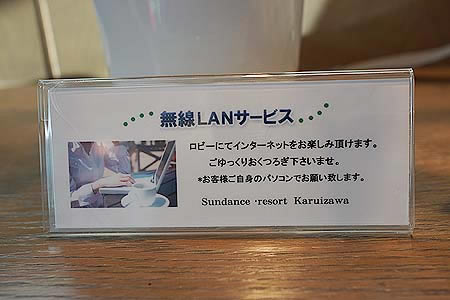 無線LANサービス
ロビーにてインターネットをお楽しみ頂けます。
ごゆっくりおくつろぎ下さいませ。
*お客様ご自身のパソコンでお願い致します。
Sundance ・resort Karuizawa